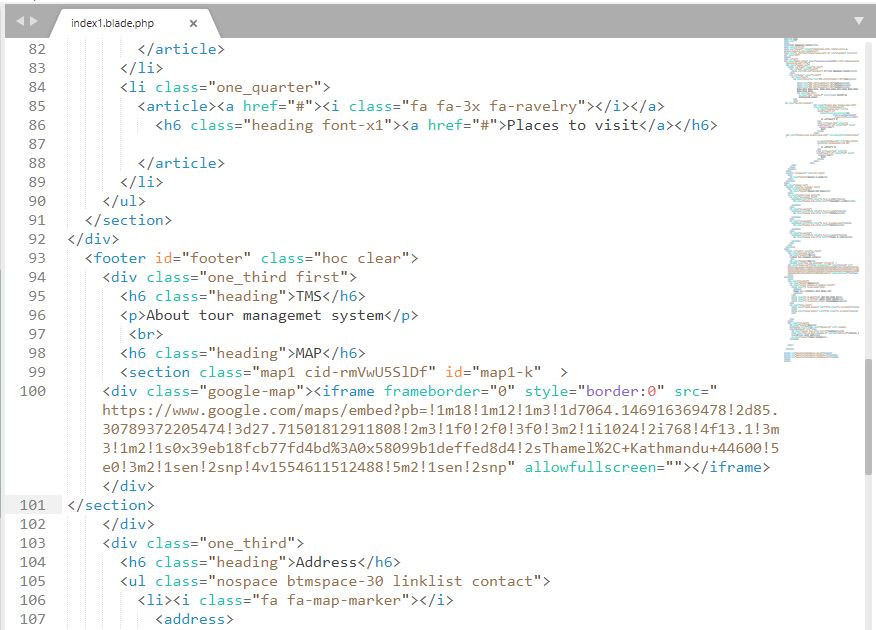 index1.blade.php
82 </article>
83 </li>
84 <li class="one_quarter">
85 <article><a href="#"><i class="fa fa-3x fa-ravelry"></i></a>
86 <h6 class="heading font-x1"><a href="#">Places to visit</a></h6>
87
88 </article>
89 </li>
90 </ul>
91 </section>
92 </div>
93 <footer id="footer" class="hoc clear">
94 <div class="one_third first">
95 <h6 class="heading">TMS</h6>
96 <p>About tour managemet system</p>
97 <br>
98 <h6 class="heading">MAP</h6>
99 <section class="map1 cid-rmVwU5SlDf" id="map1-k"  >
100 <div class="google-map"><iframe frameborder="0" style="border:0" src="
https://www.google.com/maps/embed?pb=!1m18!1m12!1m3!1d7064.146916369478!2d85.
30789372205474!3d27.71501812911808!2m3!1f0!2f0!3f0!3m2!1i1024!2i768!4f13.1!3m
3!1m2!1s0x39eb18fcb77fd4bd%3A0x58099b1deffed8d4!2sThamel%2C+Kathmandu+44600!5
e0!3m2!1sen!2snp!4v1554611512488!5m2!1sen!2snp" allowfullscreen=""></iframe>
</div>
101 </section>
102 </div>
103 <div class="one_third">
104 <h6 class="heading">Address</h6>
105 <ul class="nospace btmspace-30 linklist contact">
106 <li><i class="fa fa-map-marker"></i>
107 <address>